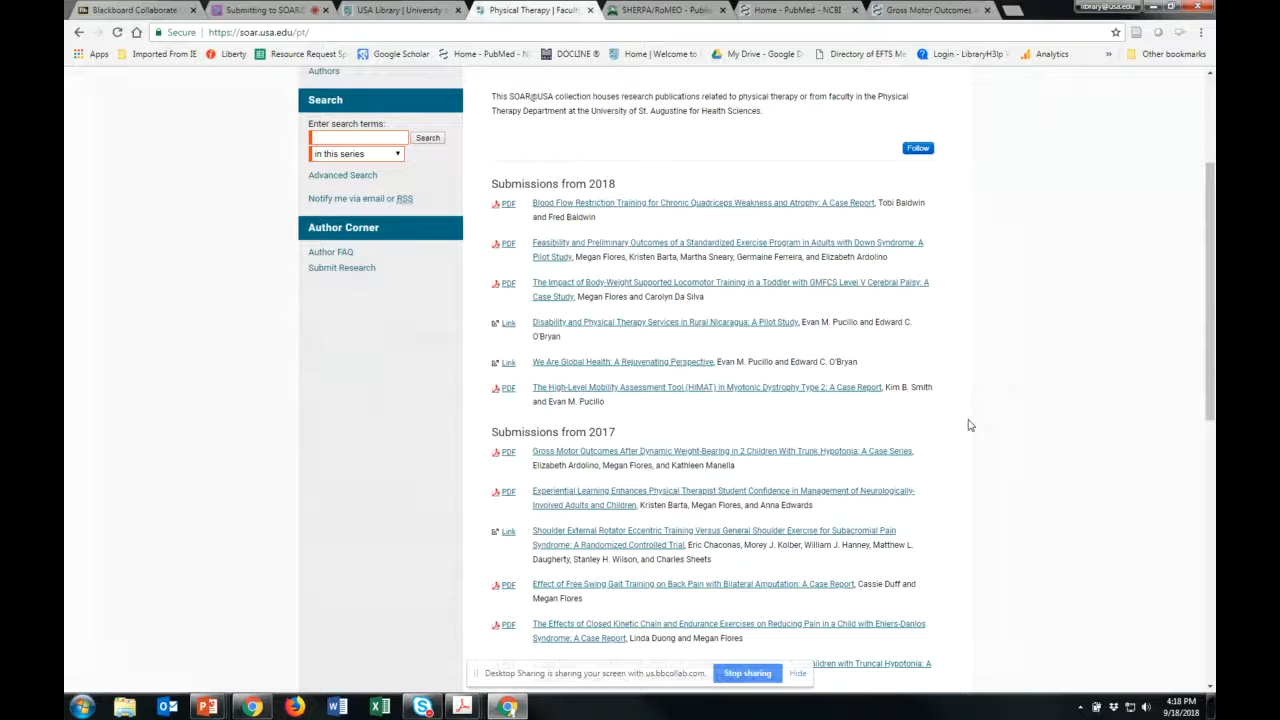 Blackboard Collaborate
Submitting to SOAR
USA Library | University o
Physical Therapy | Facult
SHERPA/RoMEO - Publis
Home - PubMed - NCBI
Gross Motor Outcomes A
library@usa.edu
Secure
https://soar.usa.edu/pt/
Apps
Imported From IE
Liberty
Resource Request Sp
Google Scholar
Home - PubMed - NC
DOCLINE ®
Home | Welcome to
My Drive - Google D
Directory of EFTS Me
Login - LibraryH3lp
Analytics
»
Other bookmarks
Authors
Search
Enter search terms:
Search
in this series
Advanced Search
Notify me via email or RSS
Author Corner
Author FAQ
Submit Research
This SOAR@USA collection houses research publications related to physical therapy or from faculty in the Physical
Therapy Department at the University of St. Augustine for Health Sciences.
Follow
Submissions from 2018
PDF Blood Flow Restriction Training for Chronic Quadriceps Weakness and Atrophy: A Case Report, Tobi Baldwin
and Fred Baldwin
PDF Feasibility and Preliminary Outcomes of a Standardized Exercise Program in Adults with Down Syndrome: A
Pilot Study, Megan Flores, Kristen Barta, Martha Sneary, Germaine Ferreira, and Elizabeth Ardolino
PDF The Impact of Body-Weight Supported Locomotor Training in a Toddler with GMFCS Level V Cerebral Palsy: A
Case Study, Megan Flores and Carolyn Da Silva
Link Disability and Physical Therapy Services in Rural Nicaragua: A Pilot Study, Evan M. Pucillo and Edward C.
O'Bryan
Link We Are Global Health: A Rejuvenating Perspective, Evan M. Pucillo and Edward C. O'Bryan
PDF The High-Level Mobility Assessment Tool (HiMAT) in Myotonic Dystrophy Type 2: A Case Report, Kim B. Smith
and Evan M. Pucillo
Submissions from 2017
PDF Gross Motor Outcomes After Dynamic Weight-Bearing in 2 Children With Trunk Hypotonia: A Case Series,
Elizabeth Ardolino, Megan Flores, and Kathleen Manella
PDF Experiential Learning Enhances Physical Therapist Student Confidence in Management of Neurologically-
Involved Adults and Children, Kristen Barta, Megan Flores, and Anna Edwards
Link Shoulder External Rotator Eccentric Training Versus General Shoulder Exercise for Subacromial Pain
Syndrome: A Randomized Controlled Trial, Eric Chaconas, Morey J. Kolber, William J. Hanney, Matthew L.
Daugherty, Stanley H. Wilson, and Charles Sheets
PDF Effect of Free Swing Gait Training on Back Pain with Bilateral Amputation: A Case Report, Cassie Duff and
Megan Flores
PDF The Effects of Closed Kinetic Chain and Endurance Exercises on Reducing Pain in a Child with Ehlers-Danlos
Syndrome: A Case Report, Linda Duong and Megan Flores
hildren with Truncal Hypotonia: A
Desktop Sharing is sharing your screen with us.bbcollab.com.
Stop sharing
Hide
4:18 PM
9/18/2018